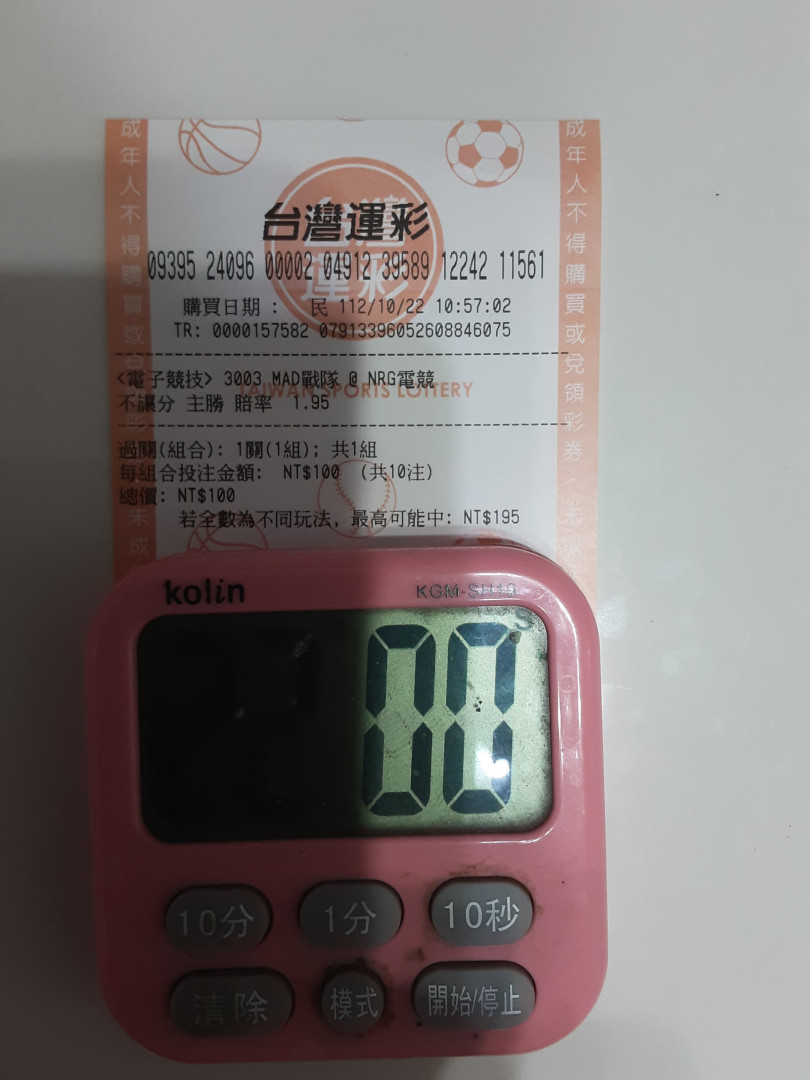 台灣運彩
09395 24096 00002 04912 39589 12242 11561
購買日期 : 民 112/10/22 10:57:02
TR: 0000157582 07913396052608846075
<電子競技> 3003 MAD戰隊 @ NRG電競
TAIWAN SPORTS LOTTERY
不讓分 主勝 賠率 1.95
過關(組合): 1關(1組); 共1組
每組合投注金額: NT$100 (共10注)
總價: NT$100
若全數為不同玩法, 最高可能中: NT$195
成年人不得購買或
未成
成年人不得購買或兌領彩券
kolin
S
00
10分 1分 10秒
清除 模式 開始/停止